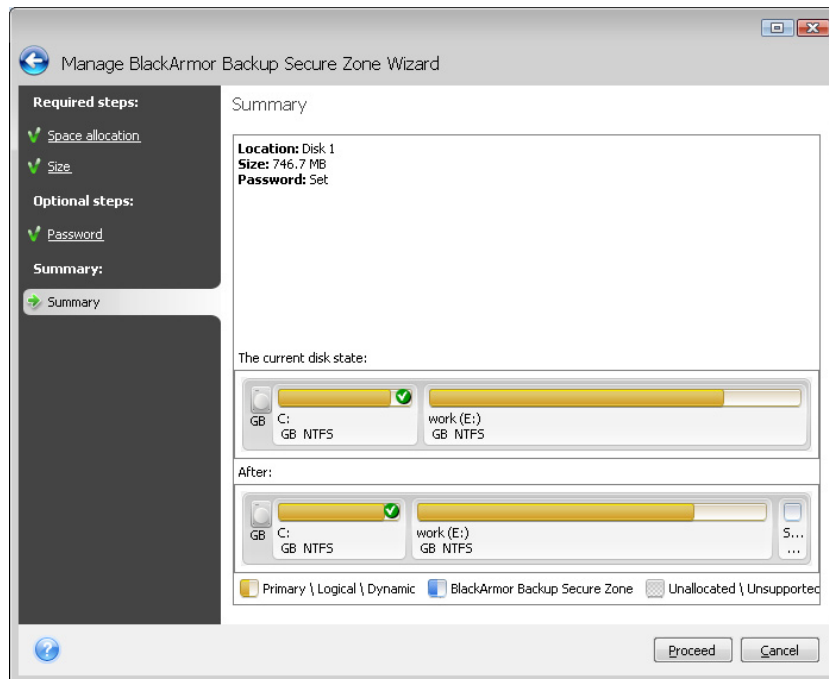 Manage BlackArmor Backup Secure Zone Wizard
Required steps:
Space allocation
Size
Optional steps:
Password
Summary:
Summary
Summary
Location: Disk 1
Size: 746.7 MB
Password: Set
The current disk state:
GB
C:
GB NTFS
work (E:)
GB NTFS
After:
GB
C:
GB NTFS
work (E:)
GB NTFS
S...
...
Primary \ Logical \ Dynamic
BlackArmor Backup Secure Zone
Unallocated \ Unsupported
Proceed
Cancel